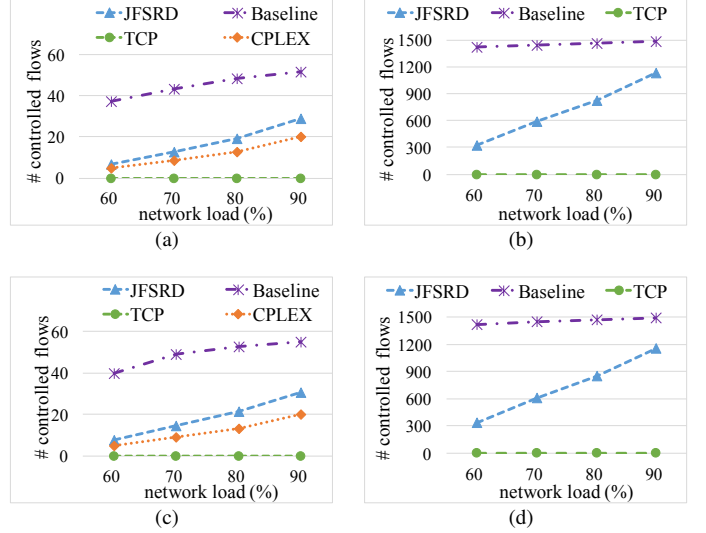 JFSRD Baseline
TCP CPLEX
# controlled flows
60
40
20
0
60 70 80 90
network load (%)
(a)
JFSRD Baseline TCP
# controlled flows
1500
1200
900
600
300
0
60 70 80 90
network load (%)
(b)
JFSRD Baseline
TCP CPLEX
# controlled flows
60
40
20
0
60 70 80 90
network load (%)
(c)
JFSRD Baseline TCP
# controlled flows
1500
1200
900
600
300
0
60 70 80 90
network load (%)
(d)